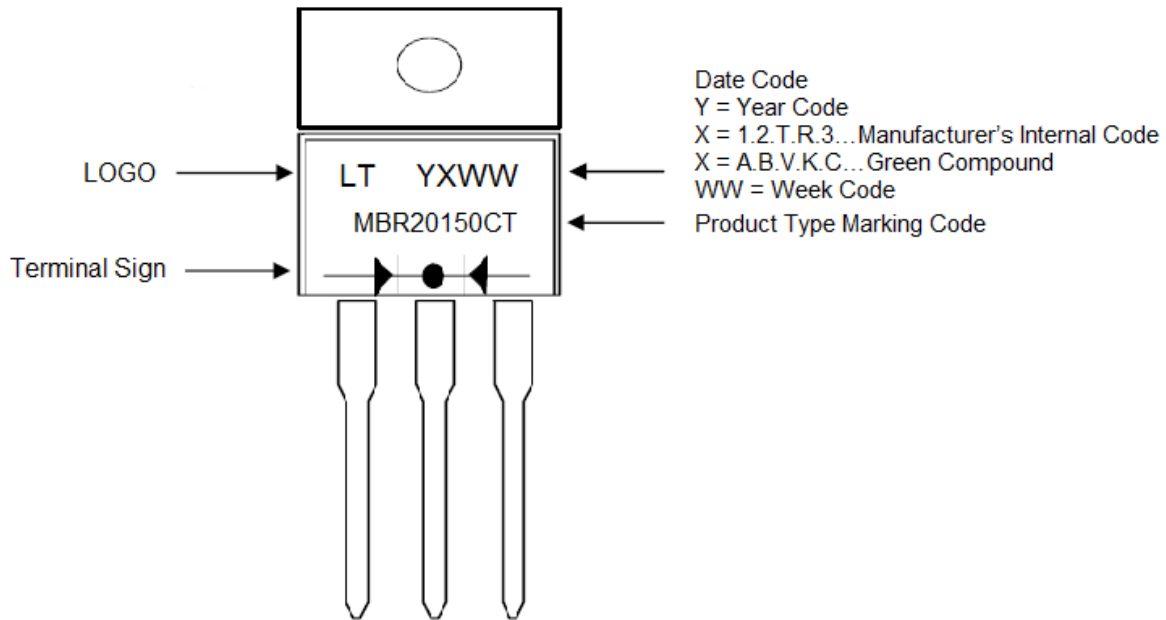 Date Code
Y = Year Code
X = 1.2.T.R.3...Manufacturer's Internal Code
X = A.B.V.K.C...Green Compound
WW = Week Code
LOGO
LT YXWW
MBR20150CT
Product Type Marking Code
Terminal Sign